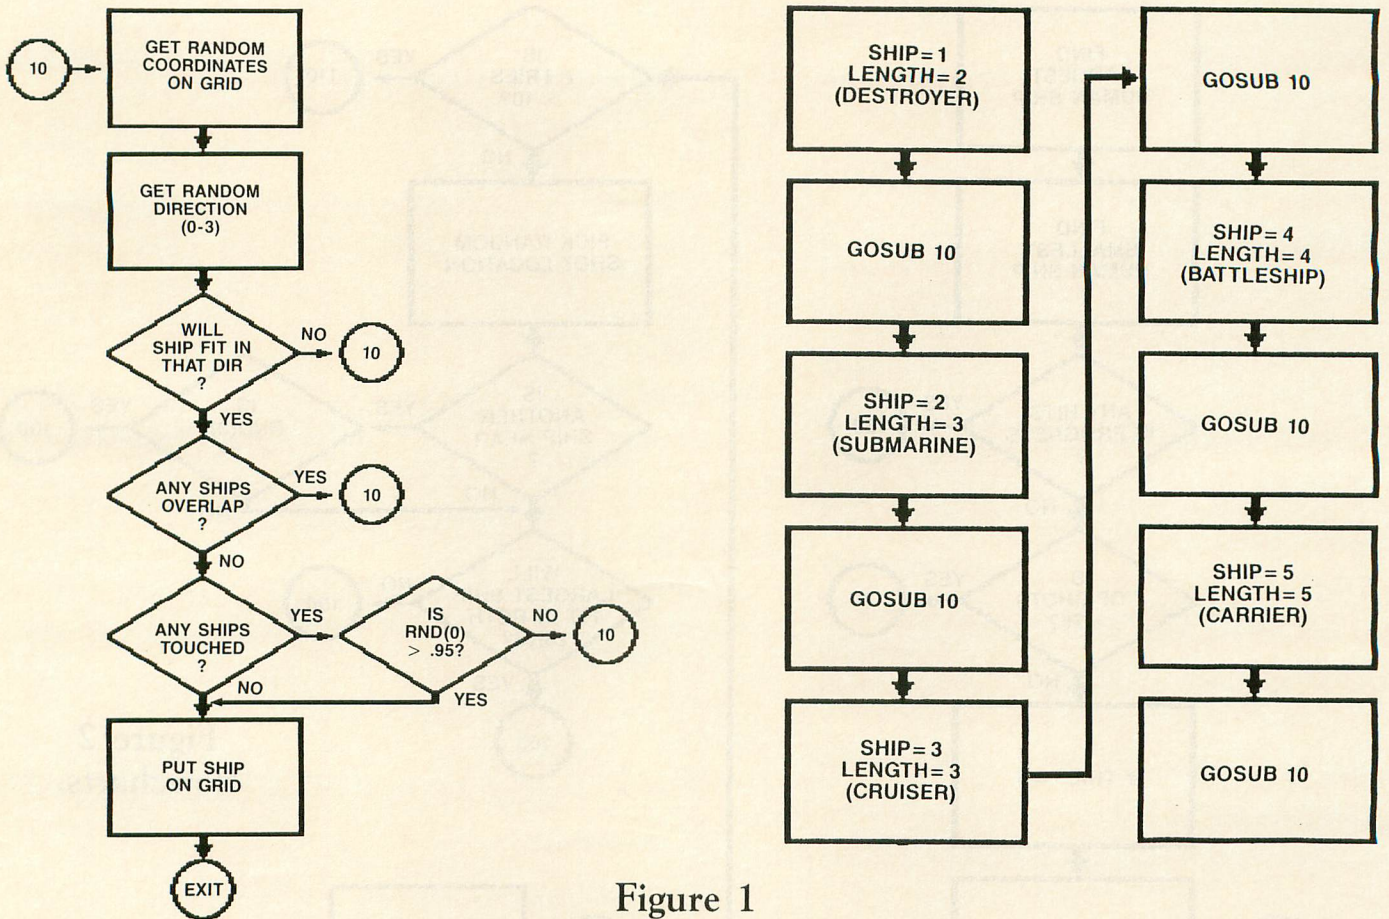 10
GET RANDOM
COORDINATES
ON GRID
GET RANDOM
DIRECTION
(0-3)
WILL
SHIP FIT IN
THAT DIR
?
NO
10
YES
ANY SHIPS
OVERLAP
?
YES
10
NO
ANY SHIPS
TOUCHED
?
YES
IS
RND(0)
> .95?
NO
10
YES
NO
PUT SHIP
ON GRID
EXIT
SHIP=1
LENGTH=2
(DESTROYER)
GOSUB 10
SHIP=2
LENGTH=3
(SUBMARINE)
GOSUB 10
SHIP=3
LENGTH=3
(CRUISER)
GOSUB 10
SHIP=4
LENGTH=4
(BATTLESHIP)
GOSUB 10
SHIP=5
LENGTH=5
(CARRIER)
GOSUB 10
Figure 1